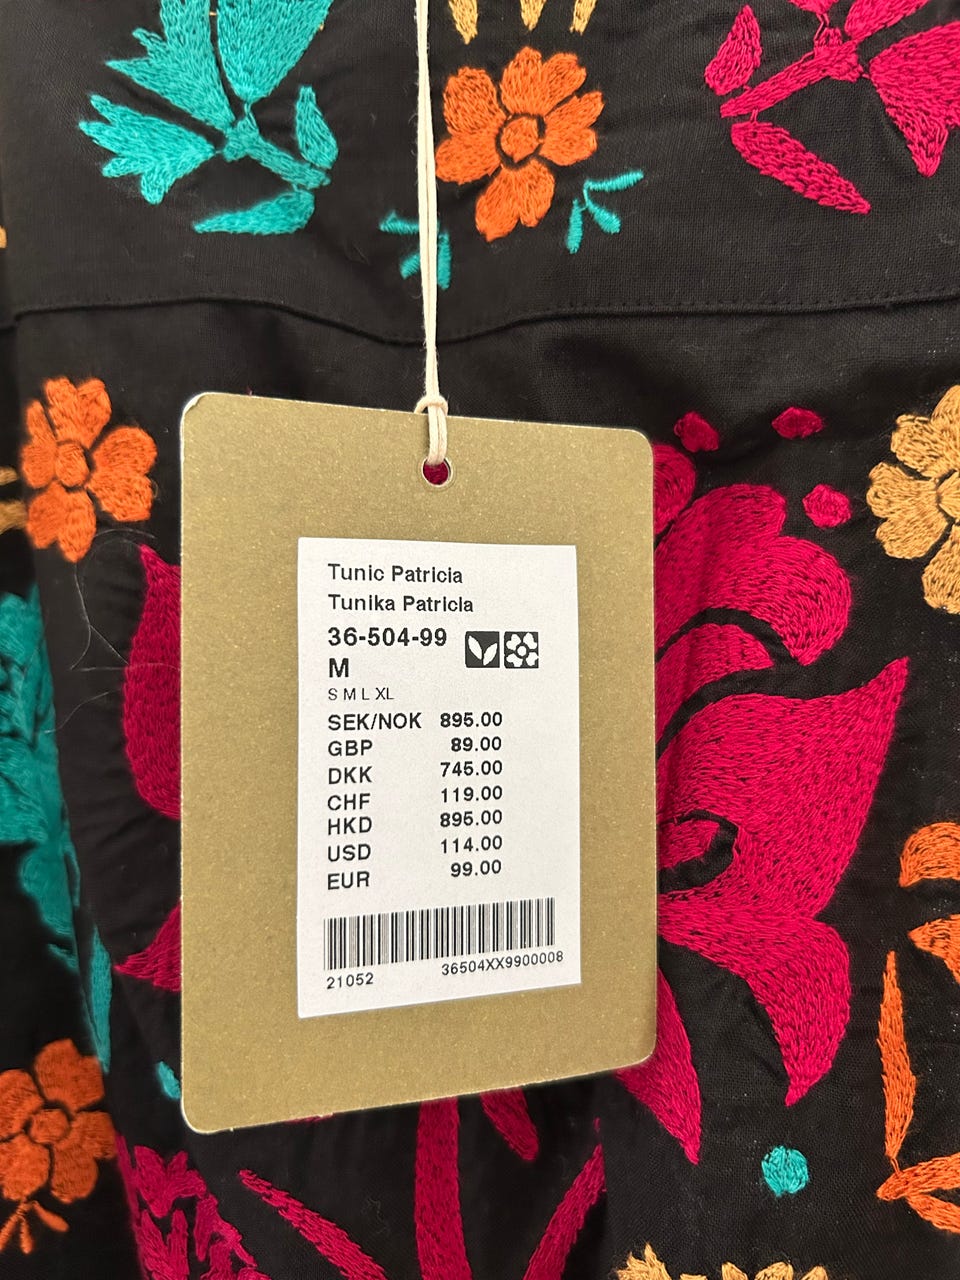 Tunic Patricia
Tunika Patricia
36-504-99
M
S M L XL
SEK/NOK 895.00
GBP 89.00
DKK 745.00
CHF 119.00
HKD 895.00
USD 114.00
EUR 99.00
21052 36504XX9900008